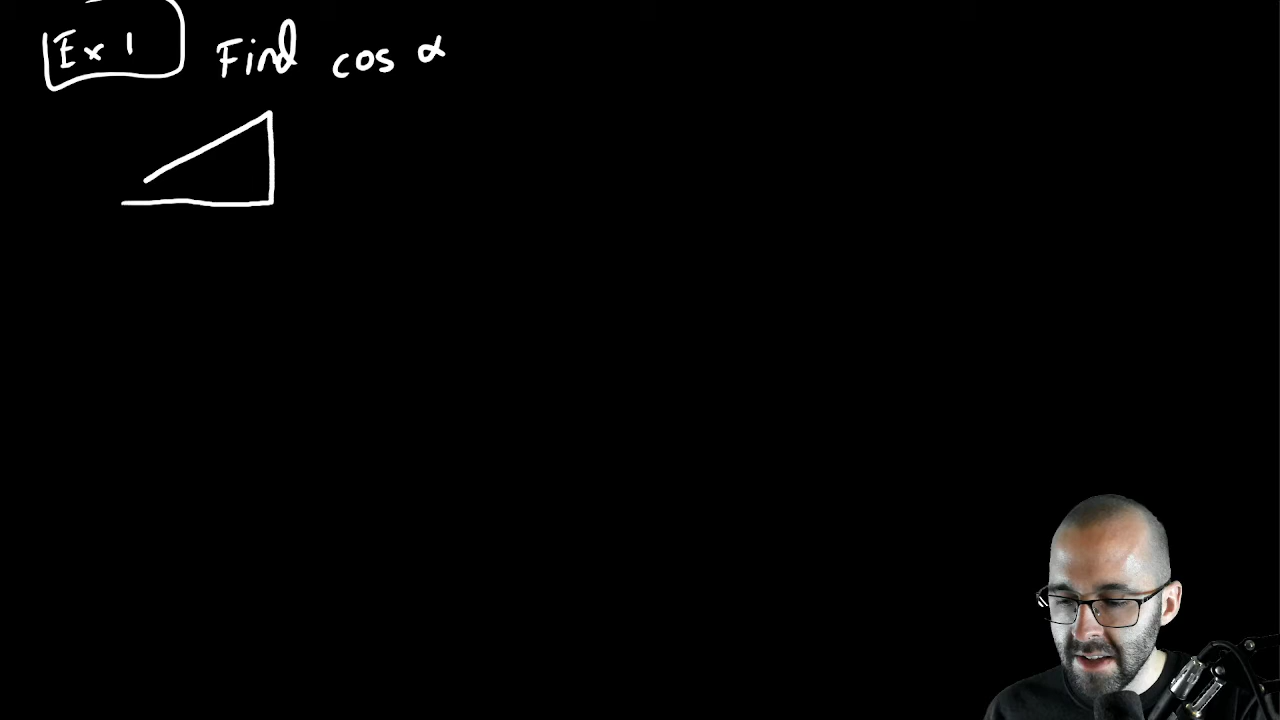 Ex 1 Find cos α